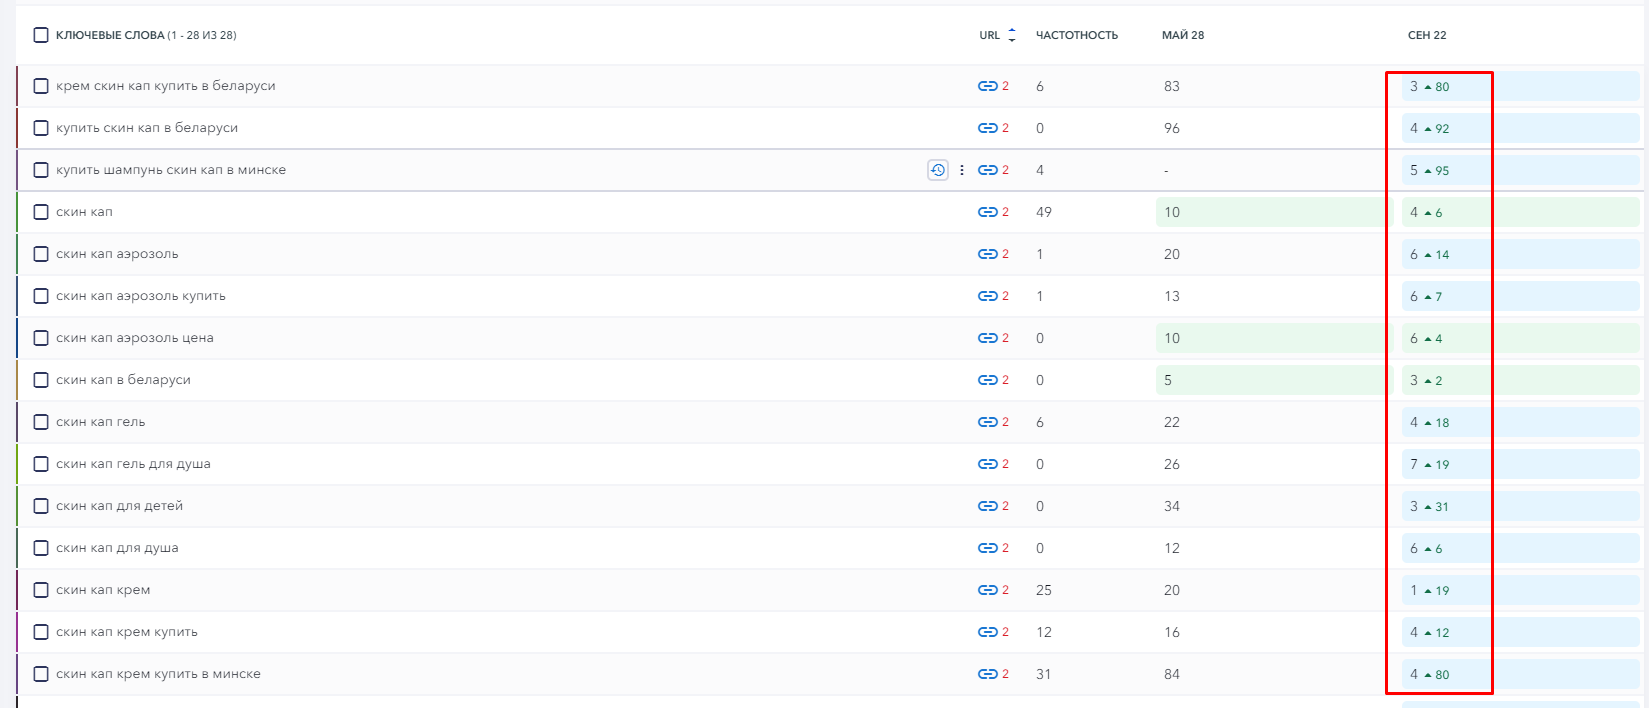 КЛЮЧЕВЫЕ СЛОВА (1 - 28 ИЗ 28) URL ЧАСТОТНОСТЬ МАЙ 28 СЕН 22
крем скин кап купить в беларуси 2 6 83 3 80
купить скин кап в беларуси 2 0 96 4 92
купить шампунь скин кап в минске 2 4 - 5 95
скин кап 2 49 10 4 6
скин кап аэрозоль 2 1 20 6 14
скин кап аэрозоль купить 2 1 13 6 7
скин кап аэрозоль цена 2 0 10 6 4
скин кап в беларуси 2 0 5 3 2
скин кап гель 2 6 22 4 18
скин кап гель для душа 2 0 26 7 19
скин кап для детей 2 0 34 3 31
скин кап для душа 2 0 12 6 6
скин кап крем 2 25 20 1 19
скин кап крем купить 2 12 16 4 12
скин кап крем купить в минске 2 31 84 4 80